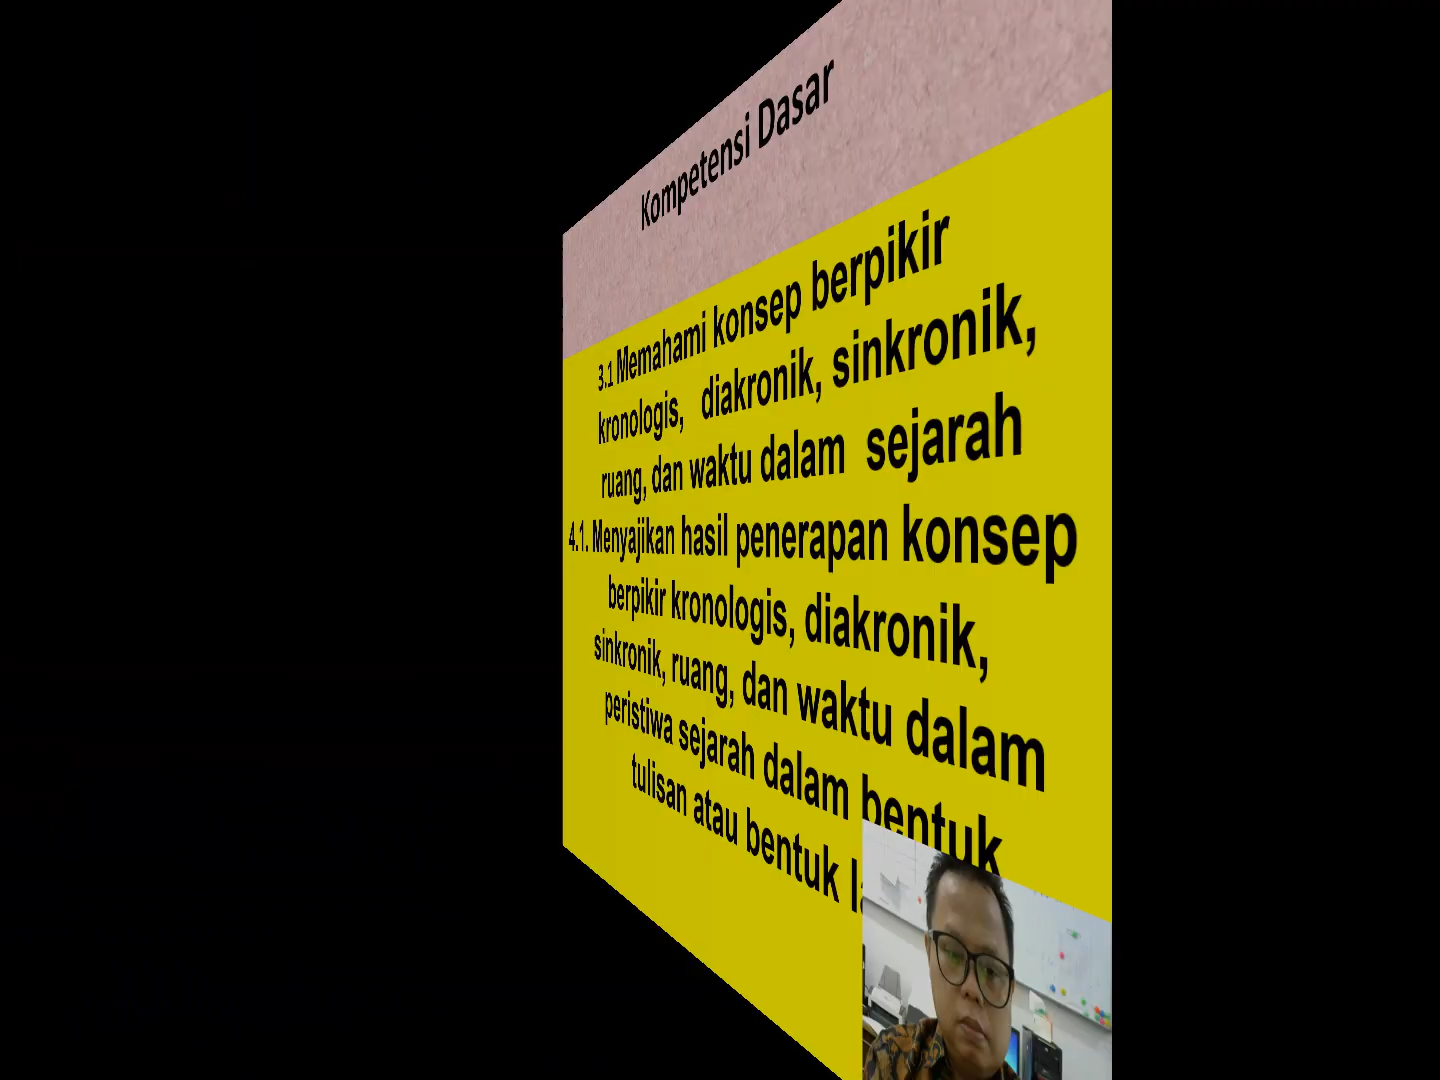 Kompetensi Dasar
3.1 Memahami konsep berpikir
kronologis, diakronik, sinkronik,
ruang, dan waktu dalam sejarah
4.1. Menyajikan hasil penerapan konsep
berpikir kronologis, diakronik,
sinkronik, ruang, dan waktu dalam
peristiwa sejarah dalam bentuk
tulisan atau bentuk